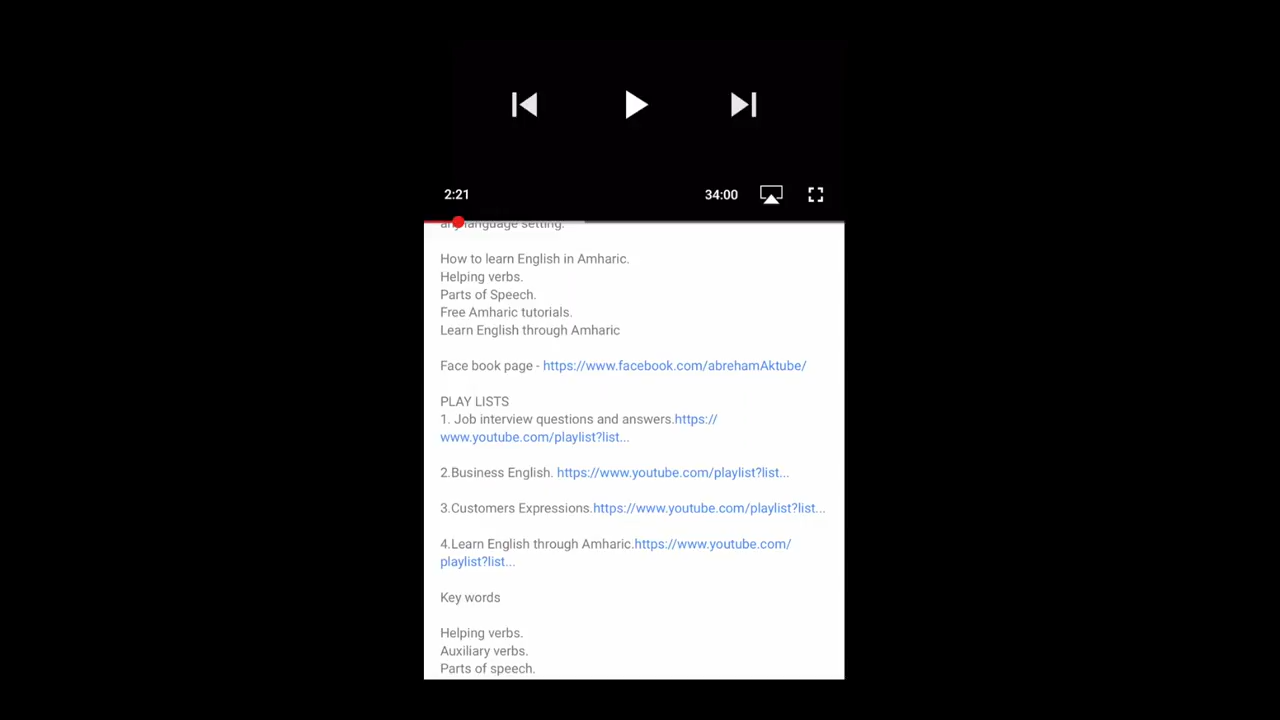 2:21
34:00
any language setting.
How to learn English in Amharic.
Helping verbs.
Parts of Speech.
Free Amharic tutorials.
Learn English through Amharic
Face book page - https://www.facebook.com/abrehamAktube/
PLAY LISTS
1. Job interview questions and answers.https://
www.youtube.com/playlist?list...
2.Business English. https://www.youtube.com/playlist?list...
3.Customers Expressions.https://www.youtube.com/playlist?list...
4.Learn English through Amharic.https://www.youtube.com/
playlist?list...
Key words
Helping verbs.
Auxiliary verbs.
Parts of speech.